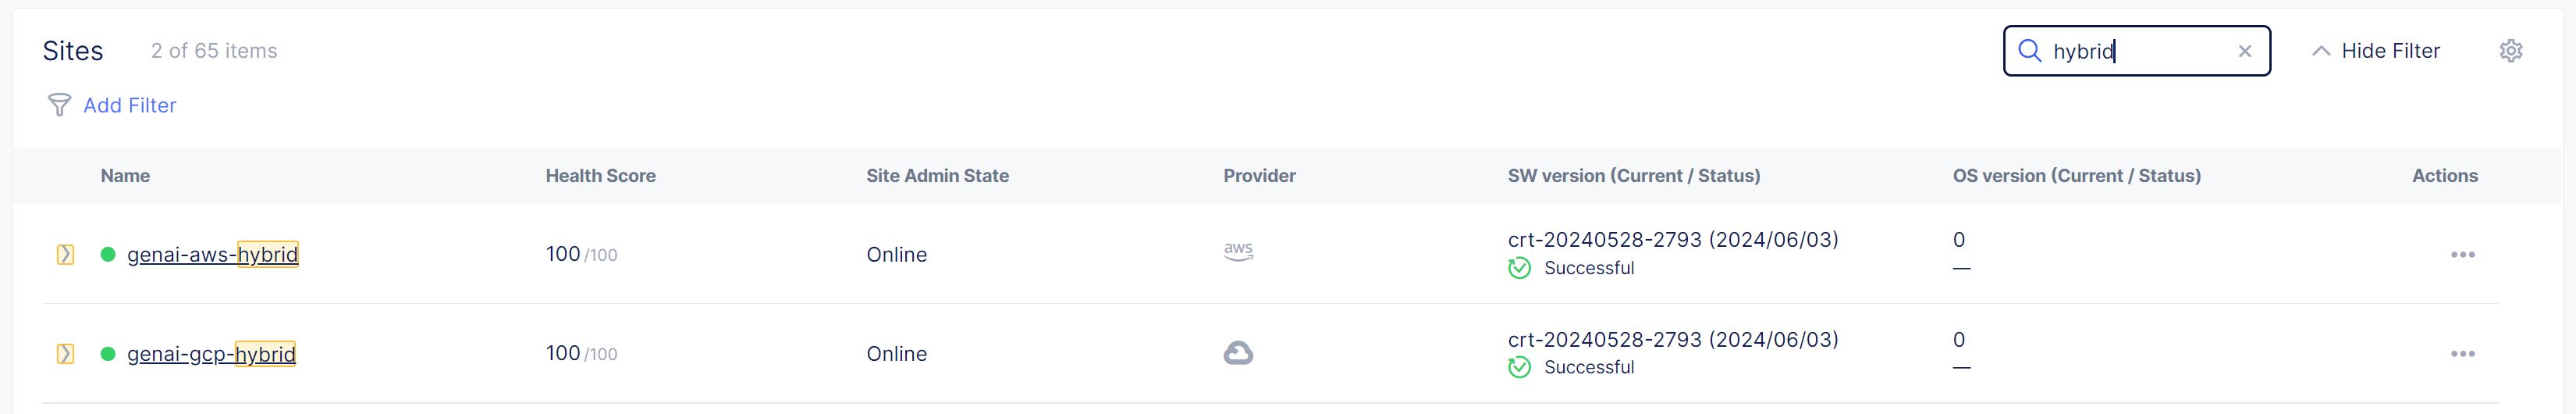 Sites 2 of 65 items hybrid Hide Filter
Add Filter
Name Health Score Site Admin State Provider SW version (Current / Status) OS version (Current / Status) Actions
genai-aws-hybrid 100 /100 Online aws crt-20240528-2793 (2024/06/03) 0
Successful —
genai-gcp-hybrid 100 /100 Online crt-20240528-2793 (2024/06/03) 0
Successful —